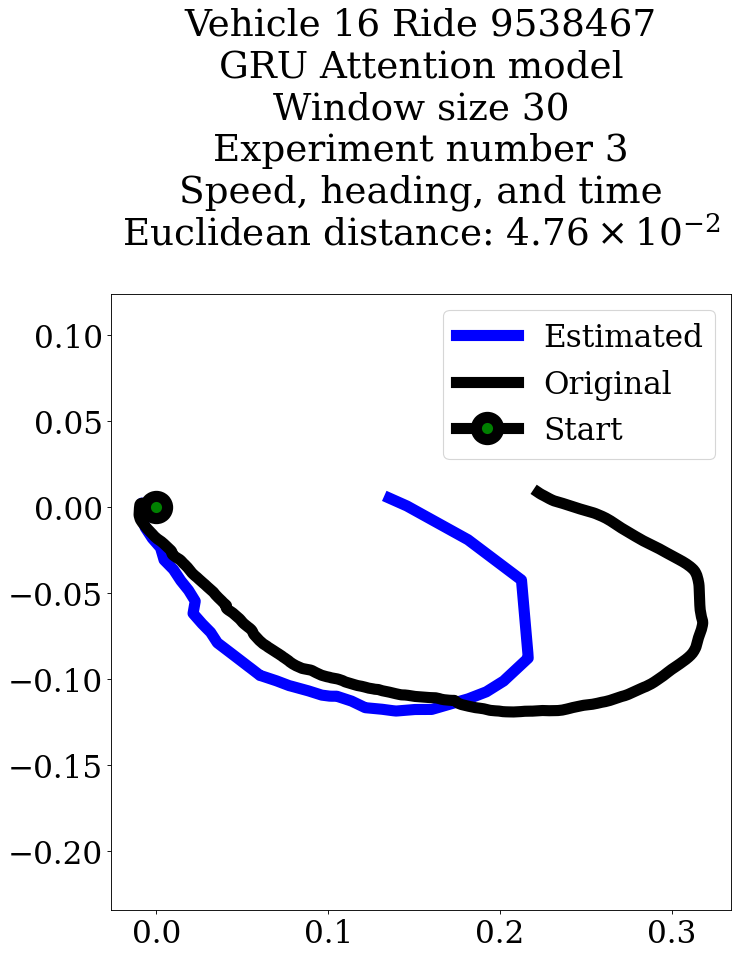 Vehicle 16 Ride 9538467
GRU Attention model
Window size 30
Experiment number 3
Speed, heading, and time
Euclidean distance: 4.76 × 10⁻²
Estimated
Original
Start
0.10
0.05
0.00
−0.05
−0.10
−0.15
−0.20
0.0 0.1 0.2 0.3